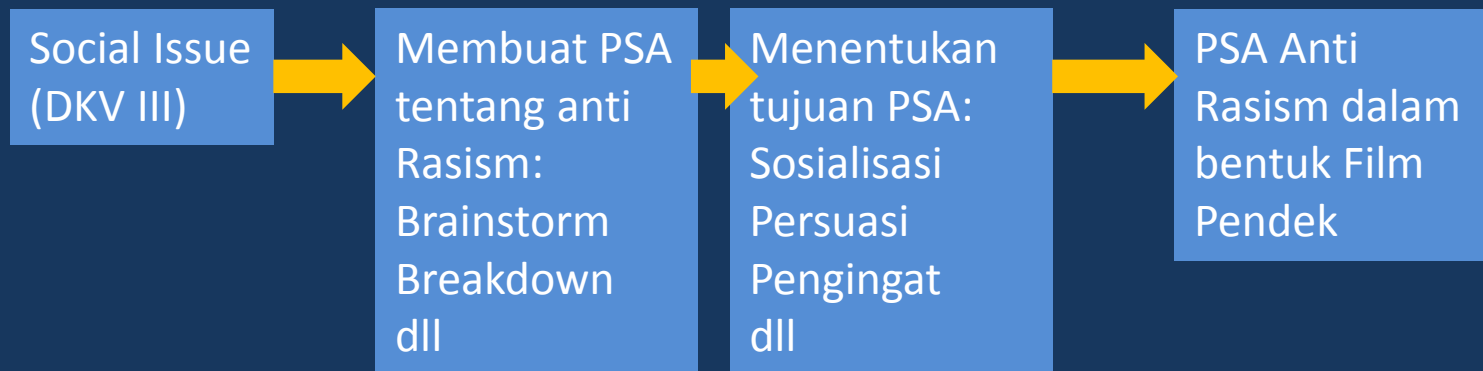 Social Issue
(DKV III)
Membuat PSA
tentang anti
Rasism:
Brainstorm
Breakdown
dll
Menentukan
tujuan PSA:
Sosialisasi
Persuasi
Pengingat
dll
PSA Anti
Rasism dalam
bentuk Film
Pendek